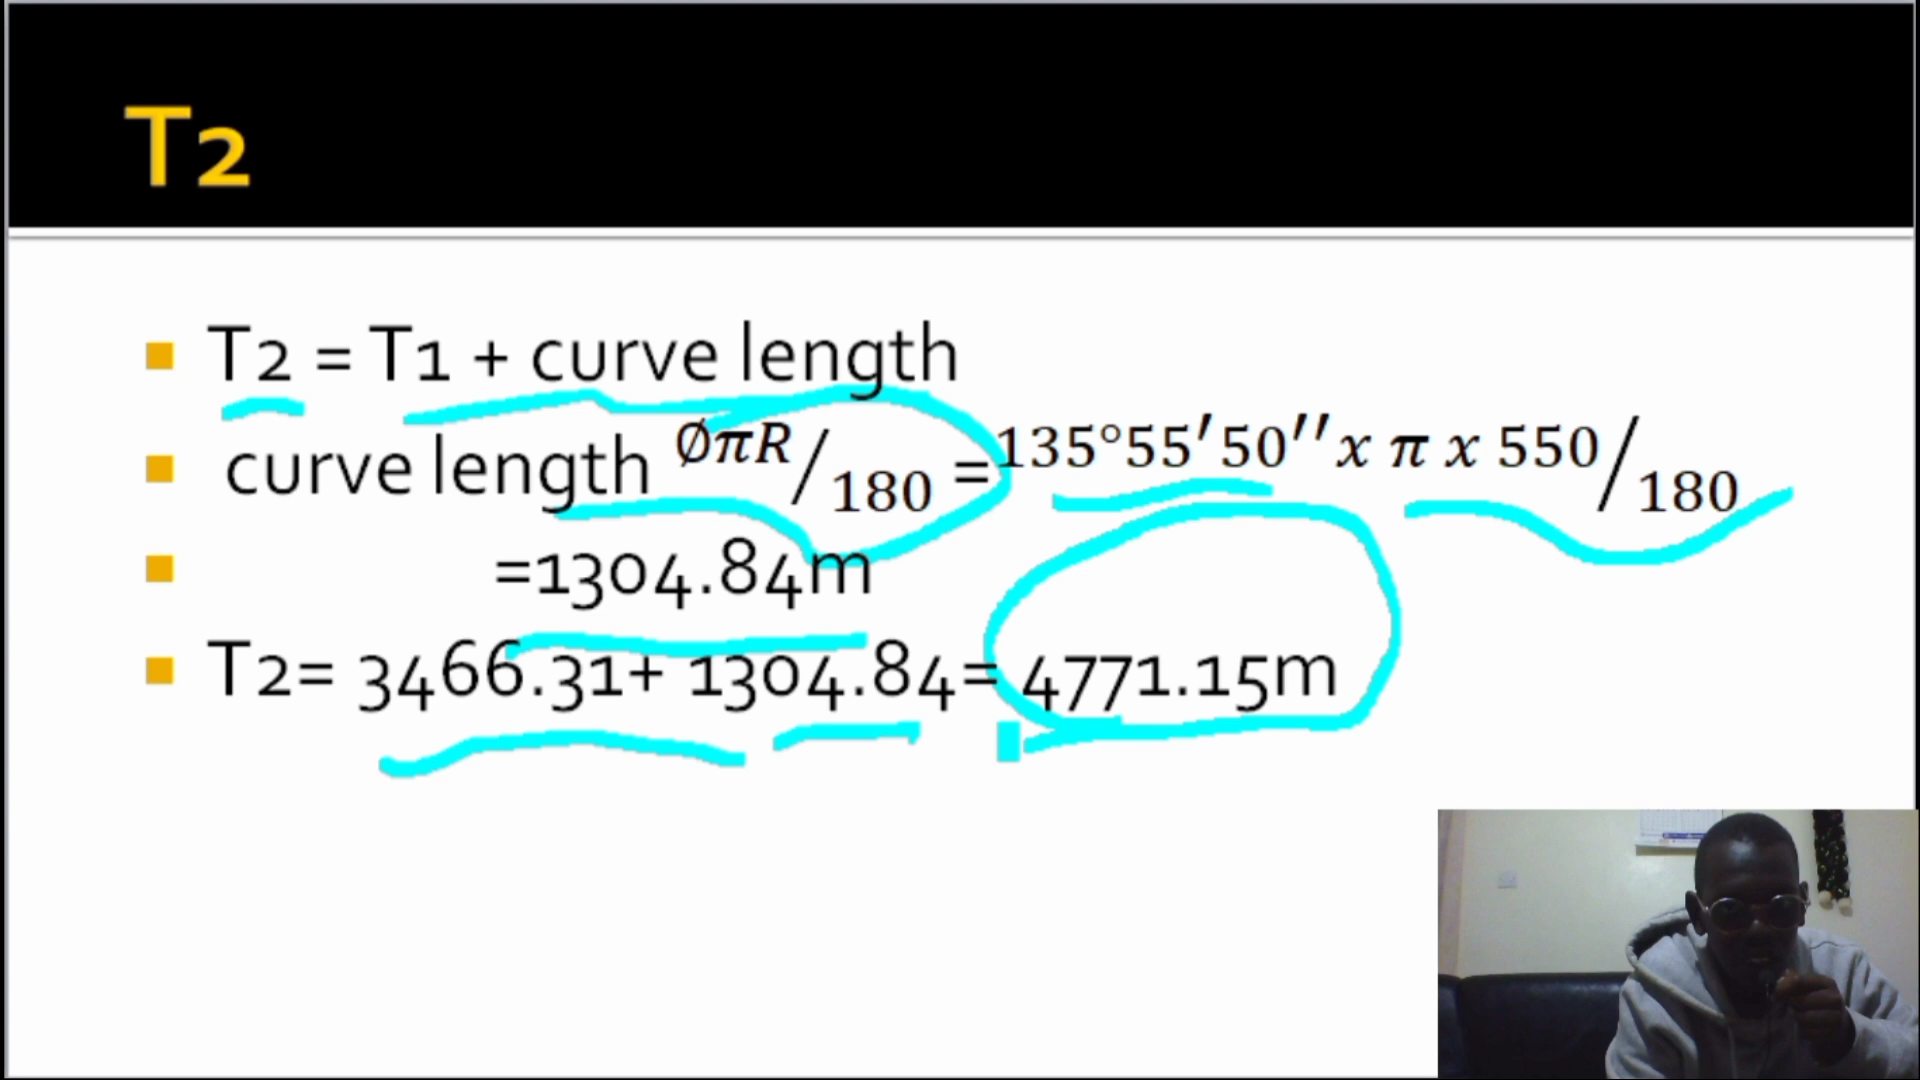 T2
T2 = T1 + curve length
curve length ∅πR/180 =135°55′50′′x π x 550/180
=1304.84m
T2= 3466.31+ 1304.84= 4771.15m